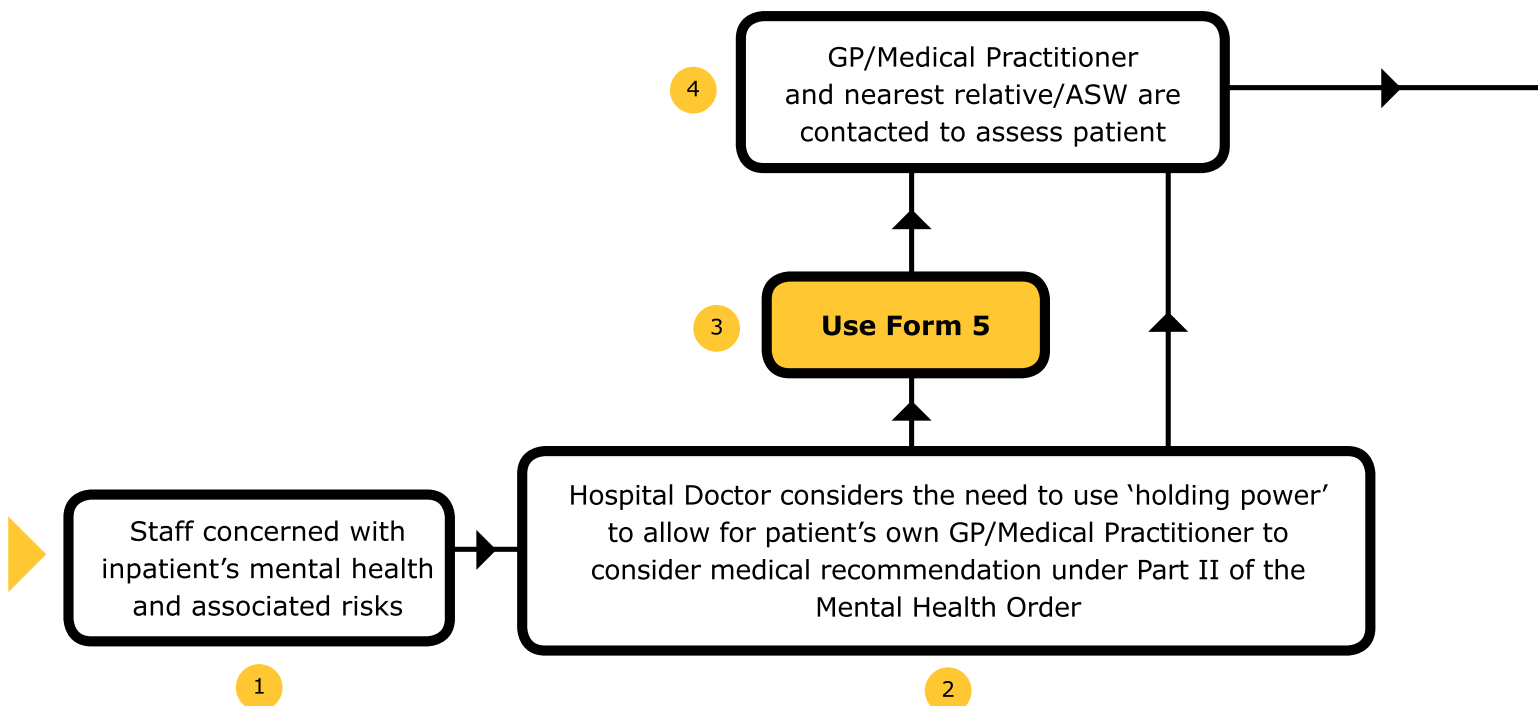 4
GP/Medical Practitioner
and nearest relative/ASW are
contacted to assess patient
3
Use Form 5
Staff concerned with
inpatient’s mental health
and associated risks
1
Hospital Doctor considers the need to use ‘holding power’
to allow for patient’s own GP/Medical Practitioner to
consider medical recommendation under Part II of the
Mental Health Order
2